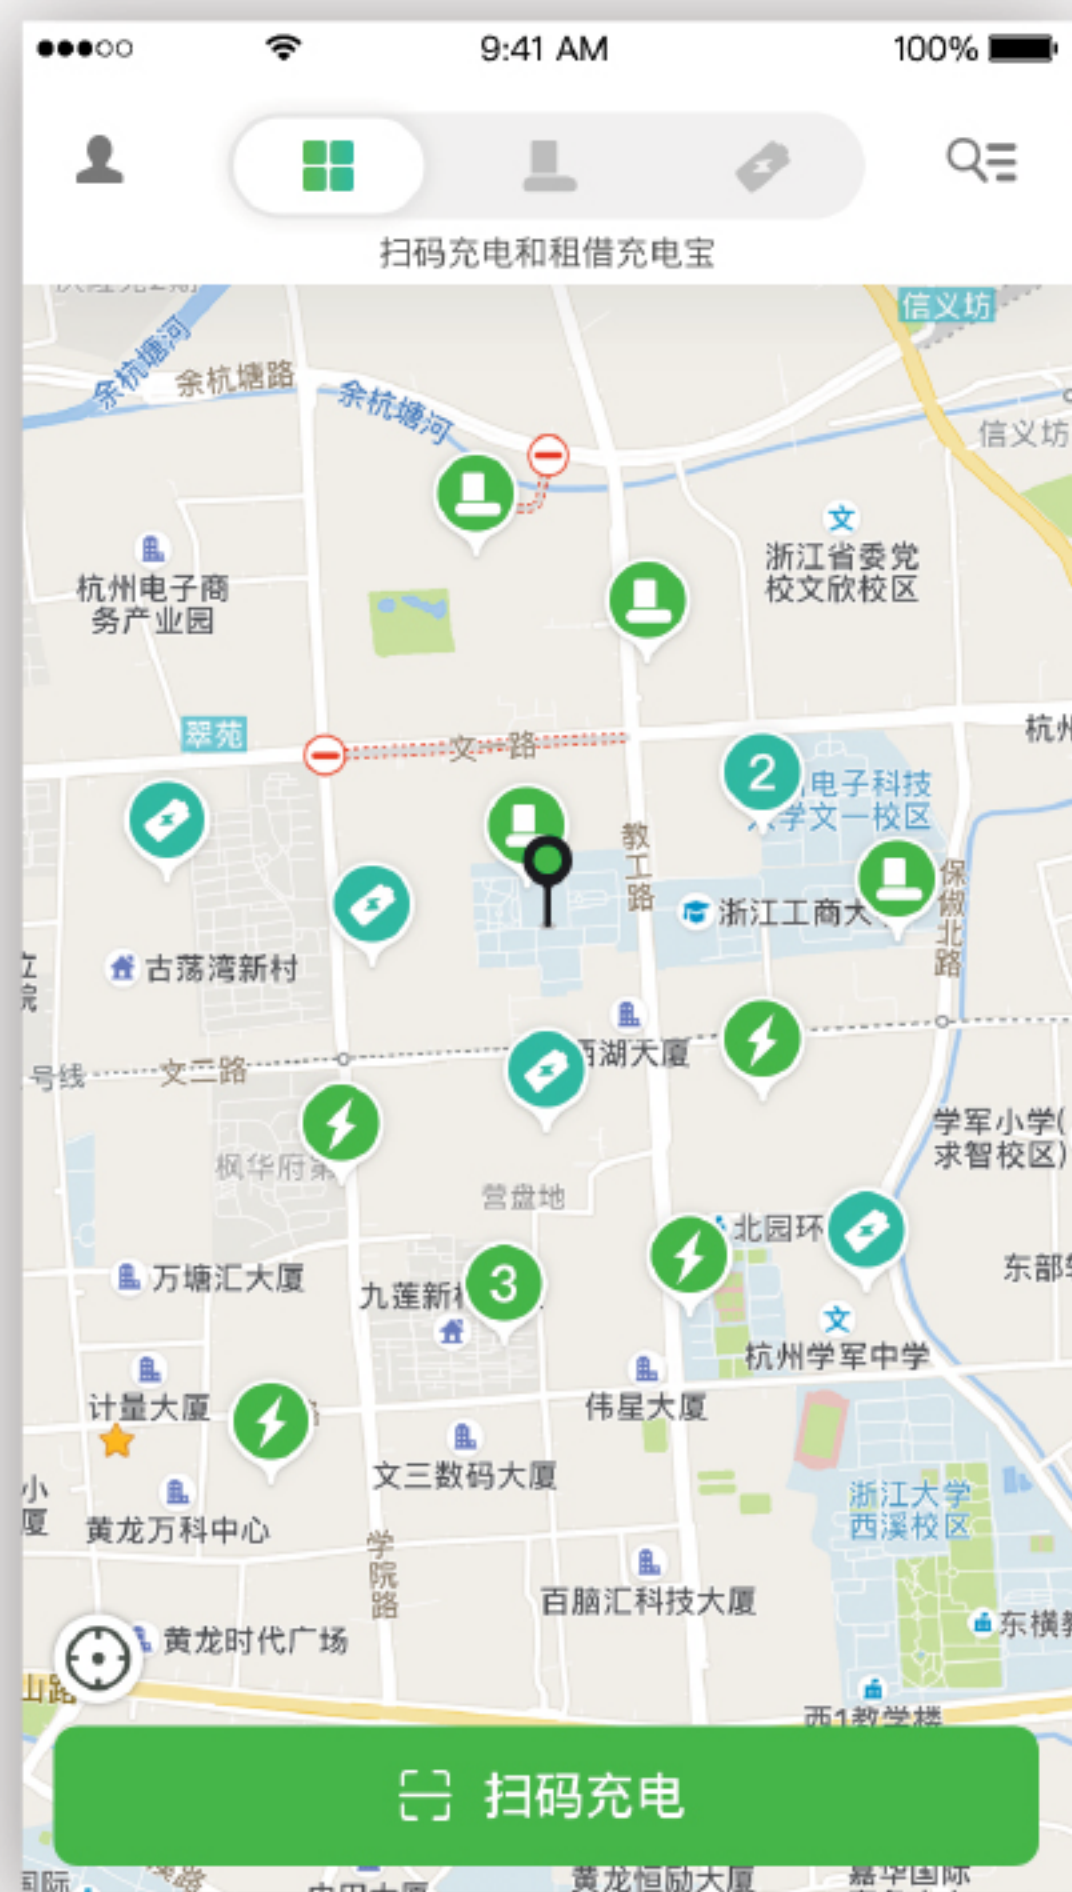 9:41 AM
100%
扫码充电和租借充电宝
信义坊
余杭塘河
余杭塘路
余杭塘河
信义坊
浙江省委党
校文欣校区
杭州电子商
务产业园
翠苑
文一路
杭州
2
电子科技
学文一校区
教工路
保俶北路
浙江工商大
古荡湾新村
院
西湖大厦
号线
文二路
学军小学(
求智校区)
枫华府第
营盘地
北园环
万塘汇大厦
东部
九莲新村
3
杭州学军中学
计量大厦
伟星大厦
文三数码大厦
小
厦
黄龙万科中心
浙江大学
西溪校区
学院路
百脑汇科技大厦
东横教
黄龙时代广场
山路
西1教学楼
扫码充电
国际
黄龙恒励大厦
嘉华国际